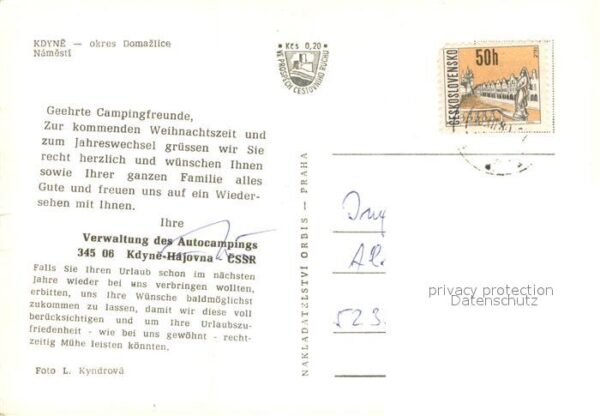 KDYNĚ — okres Domažlice
Náměstí
Kčs 0,20
VE PROSPĚCH CESTOVNÍHO RUCHU
50h
ČESKOSLOVENSKO
Geehrte Campingfreunde,
Zur kommenden Weihnachtszeit und
zum Jahreswechsel grüssen wir Sie
recht herzlich und wünschen Ihnen
sowie Ihrer ganzen Familie alles
Gute und freuen uns auf ein Wieder-
sehen mit Ihnen.
Ihre
Verwaltung des Autocampings
345 06 Kdyně-Hájovna ČSSR
Falls Sie Ihren Urlaub schon im nächsten
Jahre wieder bei uns verbringen wollten,
erbitten, uns Ihre Wünsche baldmöglichst
zukommen zu lassen, damit wir diese voll
berücksichtigen und um Ihre Urlaubszu-
friedenheit - wie bei uns gewöhnt - recht-
zeitig Mühe leisten könnten.
Foto L. Kyndrová
NAKLADATELSTVÍ ORBIS — PRAHA
523
privacy protection
Datenschutz